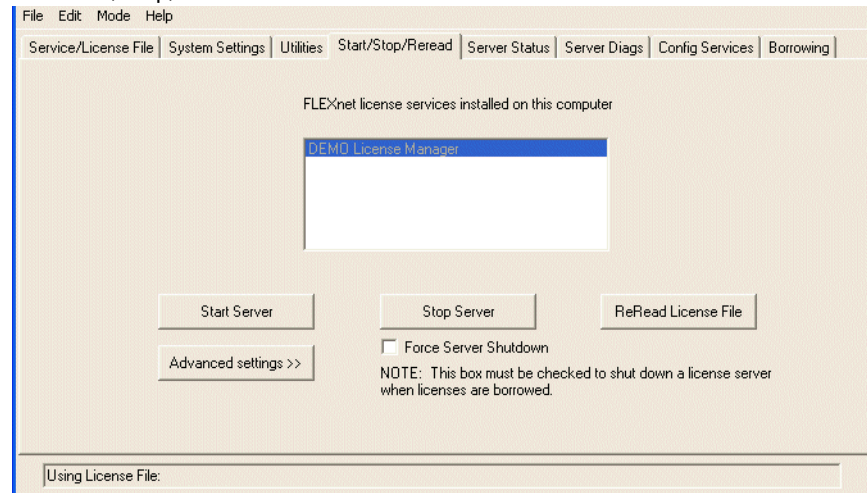 File Edit Mode Help
Service/License File System Settings Utilities Start/Stop/Reread Server Status Server Diags Config Services Borrowing
FLEXnet license services installed on this computer
DEMO License Manager
Start Server Stop Server ReRead License File
Force Server Shutdown
Advanced settings >>
NOTE: This box must be checked to shut down a license server
when licenses are borrowed.
Using License File: